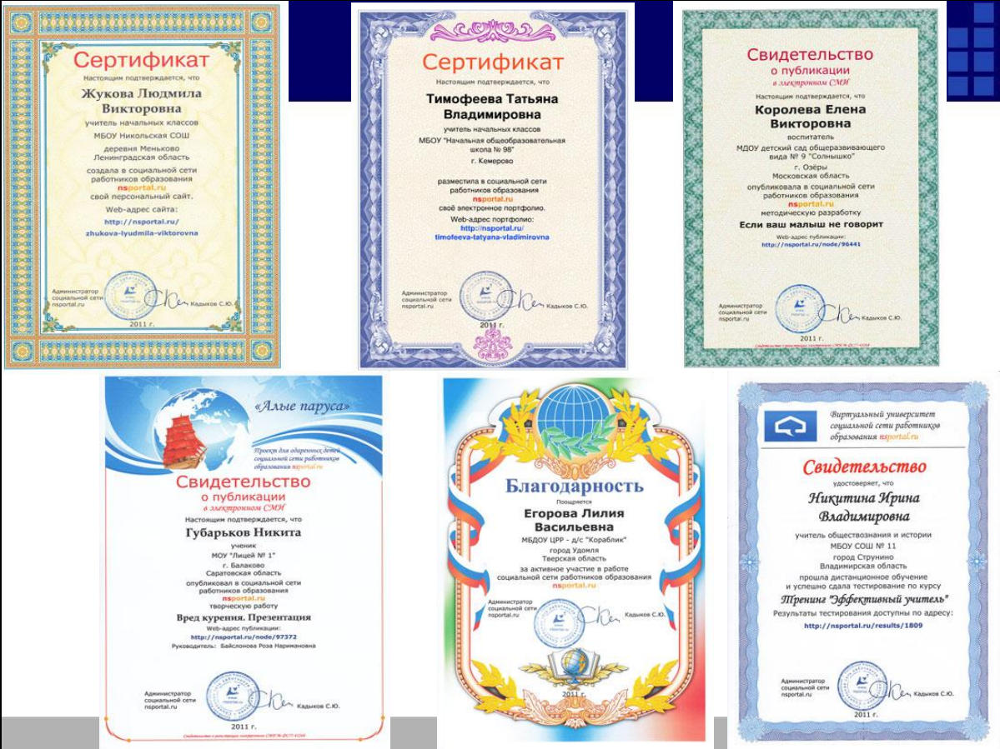 Сертификат
Настоящим подтверждается, что
Жукова Людмила
Викторовна
учитель начальных классов
МБОУ Никольская СОШ
деревня Меньково
Ленинградская область
создала в социальной сети
работников образования
nsportal.ru
свой персональный сайт.
Web-адрес сайта:
http://nsportal.ru/
zhukova-lyudmila-viktorovna
Администратор
социальной сети
nsportal.ru
Кадыков С.Ю.
2011 г.
Сертификат
Настоящим подтверждается, что
Тимофеева Татьяна
Владимировна
учитель начальных классов
МБОУ "Начальная общеобразовательная
школа № 98"
г. Кемерово
разместила в социальной сети
работников образования
nsportal.ru
своё электронное портфолио.
Web-адрес портфолио:
http://nsportal.ru/
timofeeva-tatyana-vladimirovna
Администратор
социальной сети
nsportal.ru
Кадыков С.Ю.
2011 г.
Свидетельство
о публикации
в электронном СМИ
Настоящим подтверждается, что
Королева Елена
Викторовна
воспитатель
МДОУ детский сад общеразвивающего
вида № 9 "Солнышко"
г. Озёры
Московская область
опубликовала в социальной сети
работников образования
nsportal.ru
методическую разработку
Если ваш малыш не говорит
Web-адрес публикации:
http://nsportal.ru/node/96441
Администратор
социальной сети
nsportal.ru
Кадыков С.Ю.
2011 г.
«Алые паруса»
Проект для одаренных детей
социальной сети работников
образования nsportal.ru
Свидетельство
о публикации
в электронном СМИ
Настоящим подтверждается, что
Губарьков Никита
ученик
МОУ "Лицей № 1"
г. Балаково
Саратовская область
опубликовал в социальной сети
работников образования
nsportal.ru
творческую работу
Вред курения. Презентация
Web-адрес публикации:
http://nsportal.ru/node/97372
Руководитель: Байслонова Роза Наримановна
Администратор
социальной сети
nsportal.ru
Кадыков С.Ю.
2011 г.
Благодарность
Поощряется
Егорова Лилия
Васильевна
МБДОУ ЦРР - д/с "Кораблик"
город Удомля
Тверская область
за активное участие в работе
социальной сети работников образования
nsportal.ru
Администратор
социальной сети
nsportal.ru
Кадыков С.Ю.
2011 г.
Виртуальный университет
социальной сети работников
образования nsportal.ru
Свидетельство
удостоверяет, что
Никитина Ирина
Владимировна
учитель обществознания и истории
МБОУ СОШ № 11
город Струнино
Владимирская область
прошла дистанционное обучение
и успешно сдала тестирование по курсу
Тренинг "Эффективный учитель"
Результаты тестирования доступны по адресу:
http://nsportal.ru/results/1809
Администратор
социальной сети
nsportal.ru
Кадыков С.Ю.
2011 г.